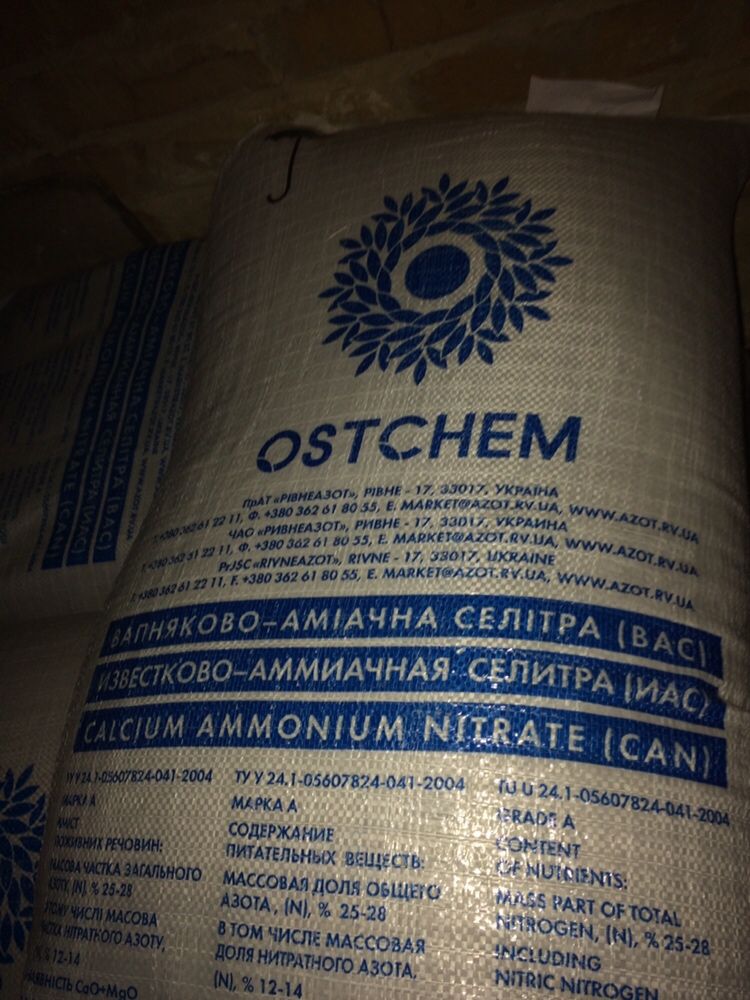 OSTCHEM
ПрАТ «РІВНЕАЗОТ», РІВНЕ - 17, 33017, УКРАЇНА
Т. +380 362 61 22 11, Ф. +380 362 61 80 55, E. MARKET@AZOT.RV.UA, WWW.AZOT.RV.UA
ЧАО «РИВНЕАЗОТ», РИВНЕ - 17, 33017, УКРАИНА
Т. +380 362 61 22 11, Ф. +380 362 61 80 55, E. MARKET@AZOT.RV.UA, WWW.AZOT.RV.UA
PrJSC «RIVNEAZOT», RIVNE - 17, 33017, UKRAINE
T. +380 362 61 22 11, F. +380 362 61 80 55, E. MARKET@AZOT.RV.UA, WWW.AZOT.RV.UA
ВАПНЯКОВО–АМІАЧНА СЕЛІТРА (ВАС)
ИЗВЕСТКОВО–АММИАЧНАЯ СЕЛИТРА (ИАС)
CALCIUM AMMONIUM NITRATE (CAN)
ТУ У 24.1-05607824-041-2004
МАРКА А
ВМІСТ
ПОЖИВНИХ РЕЧОВИН:
МАСОВА ЧАСТКА ЗАГАЛЬНОГО
АЗОТУ, (N), % 25-28
В ТОМУ ЧИСЛІ МАСОВА
ЧАСТКА НІТРАТНОГО АЗОТУ,
(N), % 12-14
НАЯВНІСТЬ CaO+MgO
ТУ У 24.1-05607824-041-2004
МАРКА А
СОДЕРЖАНИЕ
ПИТАТЕЛЬНЫХ ВЕЩЕСТВ:
МАССОВАЯ ДОЛЯ ОБЩЕГО
АЗОТА, (N), % 25-28
В ТОМ ЧИСЛЕ МАССОВАЯ
ДОЛЯ НИТРАТНОГО АЗОТА,
(N), % 12-14
TU U 24.1-05607824-041-2004
GRADE A
CONTENT
OF NUTRIENTS:
MASS PART OF TOTAL
NITROGEN, (N), % 25-28
INCLUDING
NITRIC NITROGEN